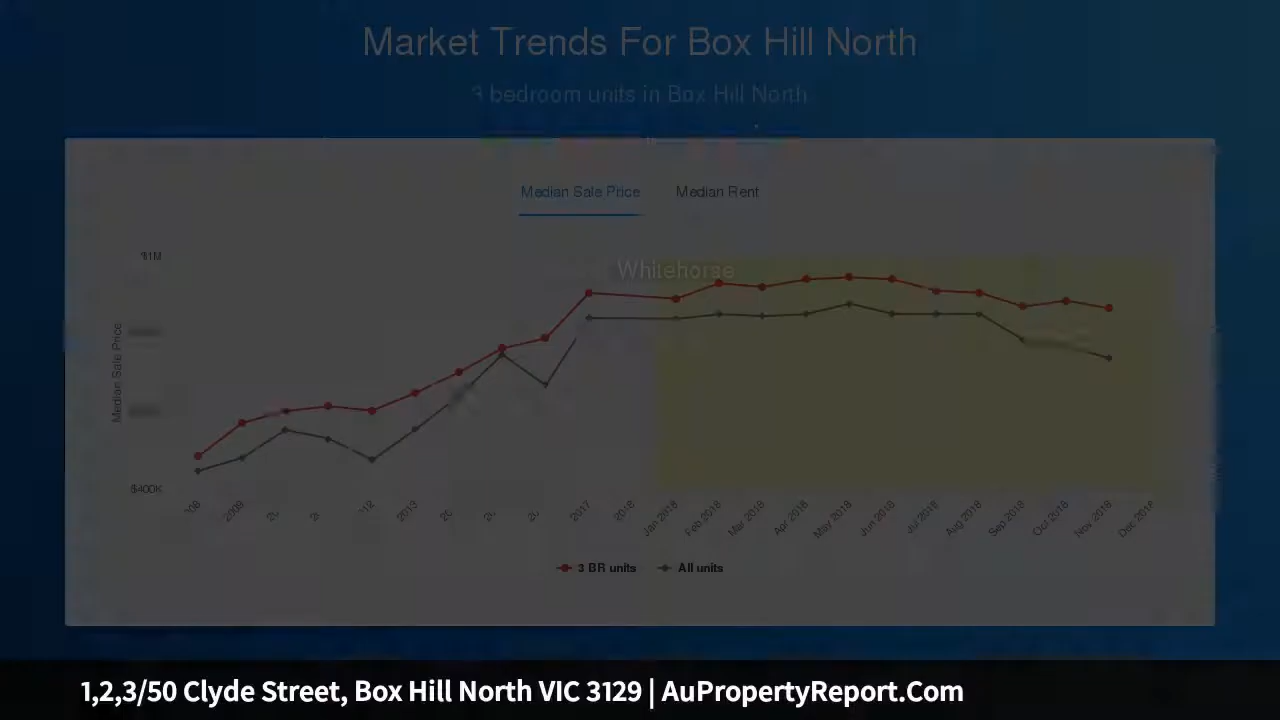 Market Trends For Box Hill North
3 bedroom units in Box Hill North
Median Sale Price Median Rent
$1M
Whitehorse
Median Sale Price
$400K
2009 2013 2017 2018 Jan 2018 Feb 2018 Mar 2018 Apr 2018 May 2018 Jun 2018 Jul 2018 Aug 2018 Sep 2018 Oct 2018 Nov 2018 Dec 2018
3 BR units All units
1,2,3/50 Clyde Street, Box Hill North VIC 3129 | AuPropertyReport.Com